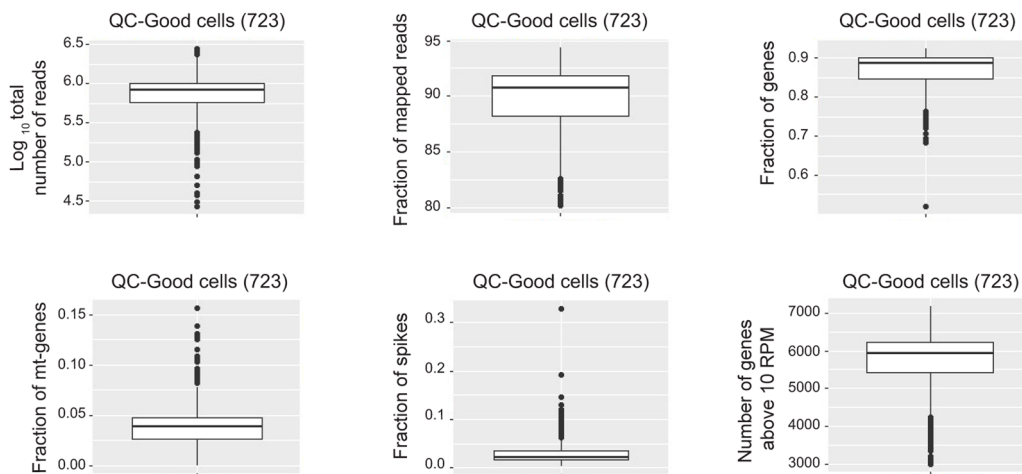 QC-Good cells (723)
Log 10 total
number of reads
6.5
6.0
5.5
5.0
4.5
QC-Good cells (723)
Fraction of mapped reads
95
90
85
80
QC-Good cells (723)
Fraction of genes
0.9
0.8
0.7
0.6
QC-Good cells (723)
Fraction of mt-genes
0.15
0.10
0.05
0.00
QC-Good cells (723)
Fraction of spikes
0.3
0.2
0.1
0.0
QC-Good cells (723)
Number of genes
above 10 RPM
7000
6000
5000
4000
3000